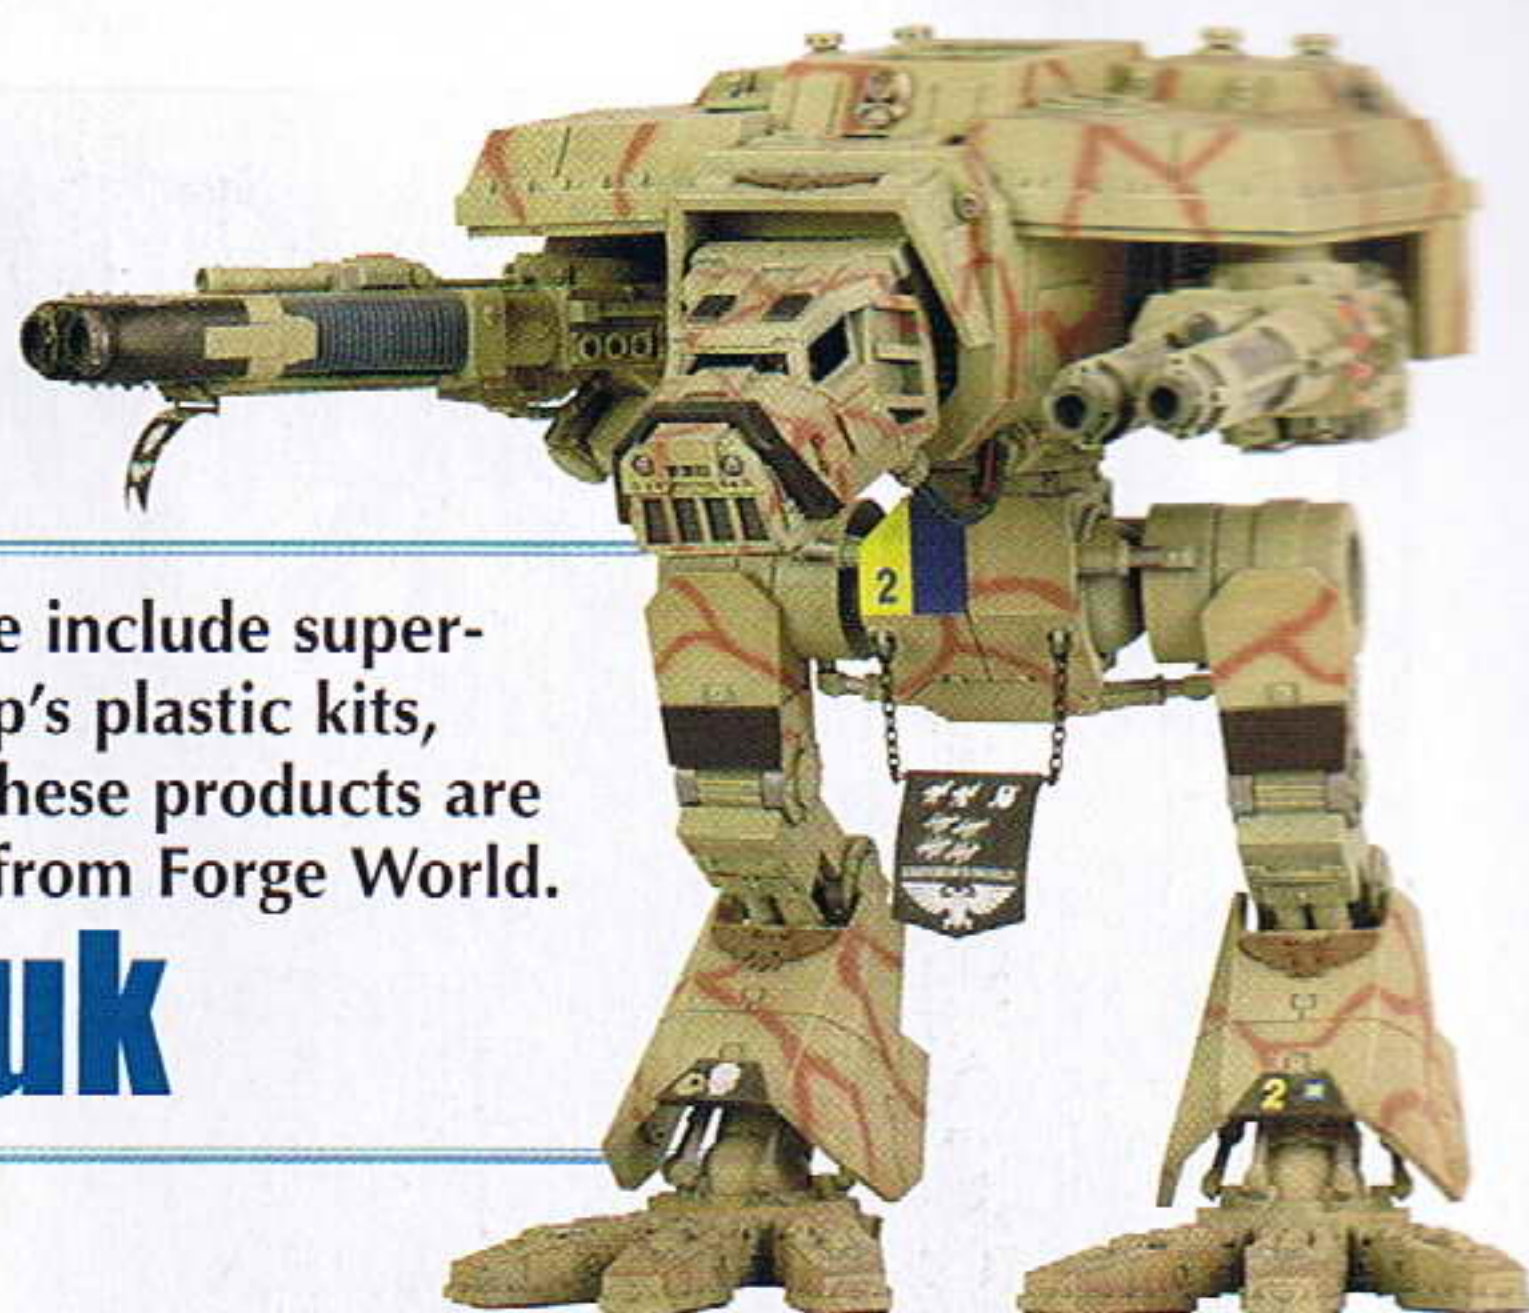 e include super-
p's plastic kits,
hese products are
from Forge World.
uk
2
2